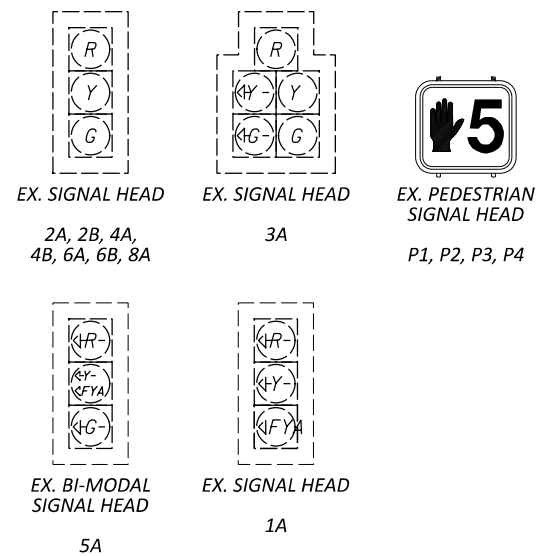 R
Y
G
EX. SIGNAL HEAD
2A, 2B, 4A,
4B, 6A, 6B, 8A
R
Y Y
G G
EX. SIGNAL HEAD
3A
5
EX. PEDESTRIAN
SIGNAL HEAD
P1, P2, P3, P4
R
Y
FYA
G
EX. BI-MODAL
SIGNAL HEAD
5A
R
Y
FYA
EX. SIGNAL HEAD
1A